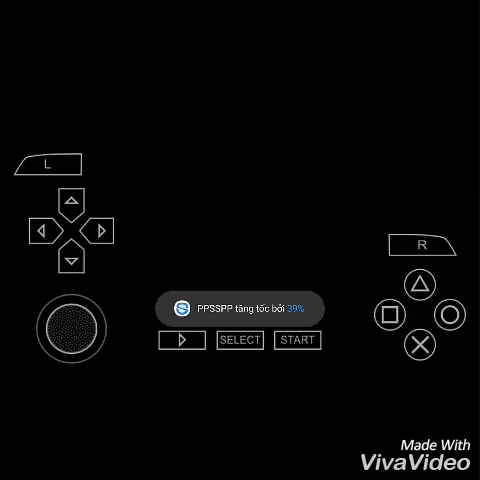 L
R
PPSSPP tăng tốc bởi 39%
SELECT
START
Made With
VivaVideo